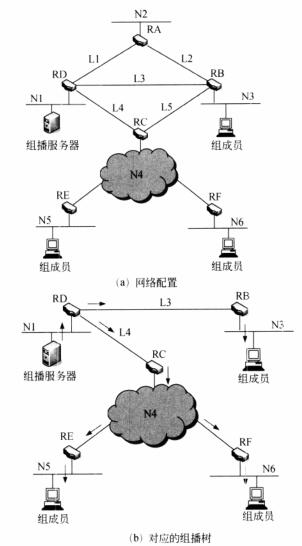 N2
RA
L1
L2
RD
L3
RB
N1
L4
L5
N3
RC
组播服务器
组成员
N4
RE
RF
N5
N6
组成员
组成员
(a) 网络配置
RD
L3
RB
N1
L4
N3
RC
组播服务器
组成员
N4
RE
RF
N5
N6
组成员
组成员
(b) 对应的组播树